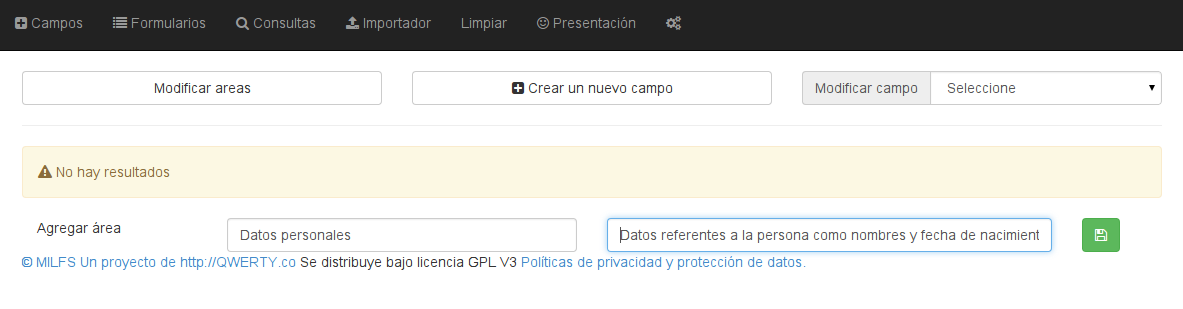 Campos Formularios Consultas Importador Limpiar Presentación
Modificar areas Crear un nuevo campo Modificar campo Seleccione
No hay resultados
Agregar área Datos personales Datos referentes a la persona como nombres y fecha de nacimient
© MILFS Un proyecto de http://QWERTY.co Se distribuye bajo licencia GPL V3 Políticas de privacidad y protección de datos.